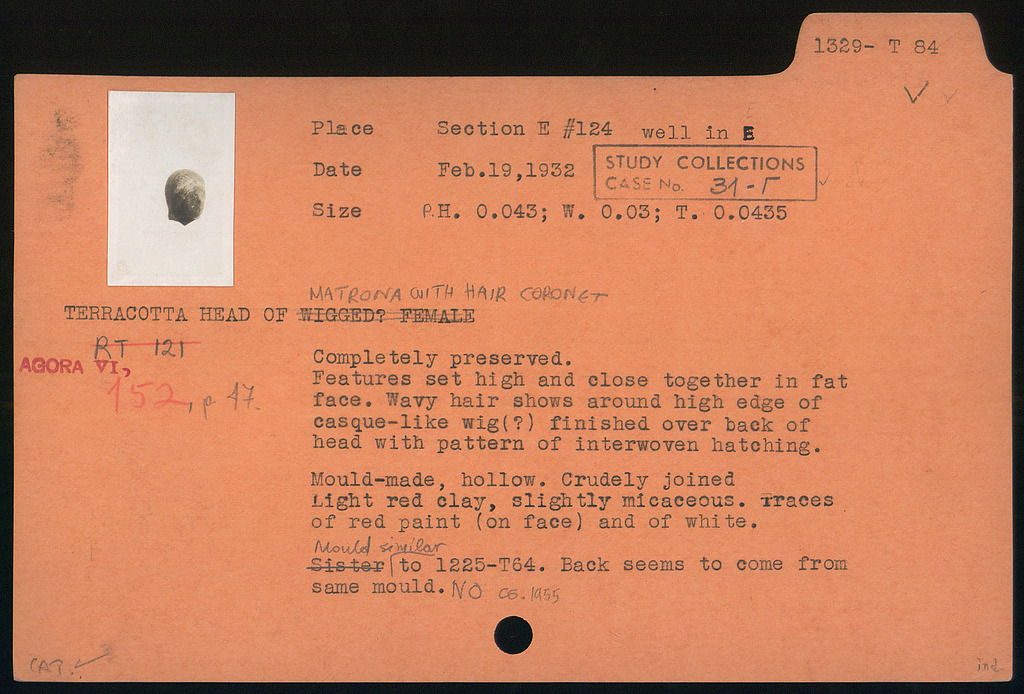 1329- T 84
Place Section E #124 well in E
STUDY COLLECTIONS
Date Feb.19,1932
CASE No. 31-Γ
Size P.H. 0.043; W. 0.03; T. 0.0435
MATRONA WITH HAIR CORONET
TERRACOTTA HEAD OF WIGGED? FEMALE
RT 121
AGORA VI,
152, p 47.
Completely preserved.
Features set high and close together in fat
face. Wavy hair shows around high edge of
casque-like wig(?) finished over back of
head with pattern of interwoven hatching.
Mould-made, hollow. Crudely joined
Light red clay, slightly micaceous. Traces
of red paint (on face) and of white.
Mould similar
Sister to 1225-T64. Back seems to come from
same mould. NO CG. 1955
CAT.
ind